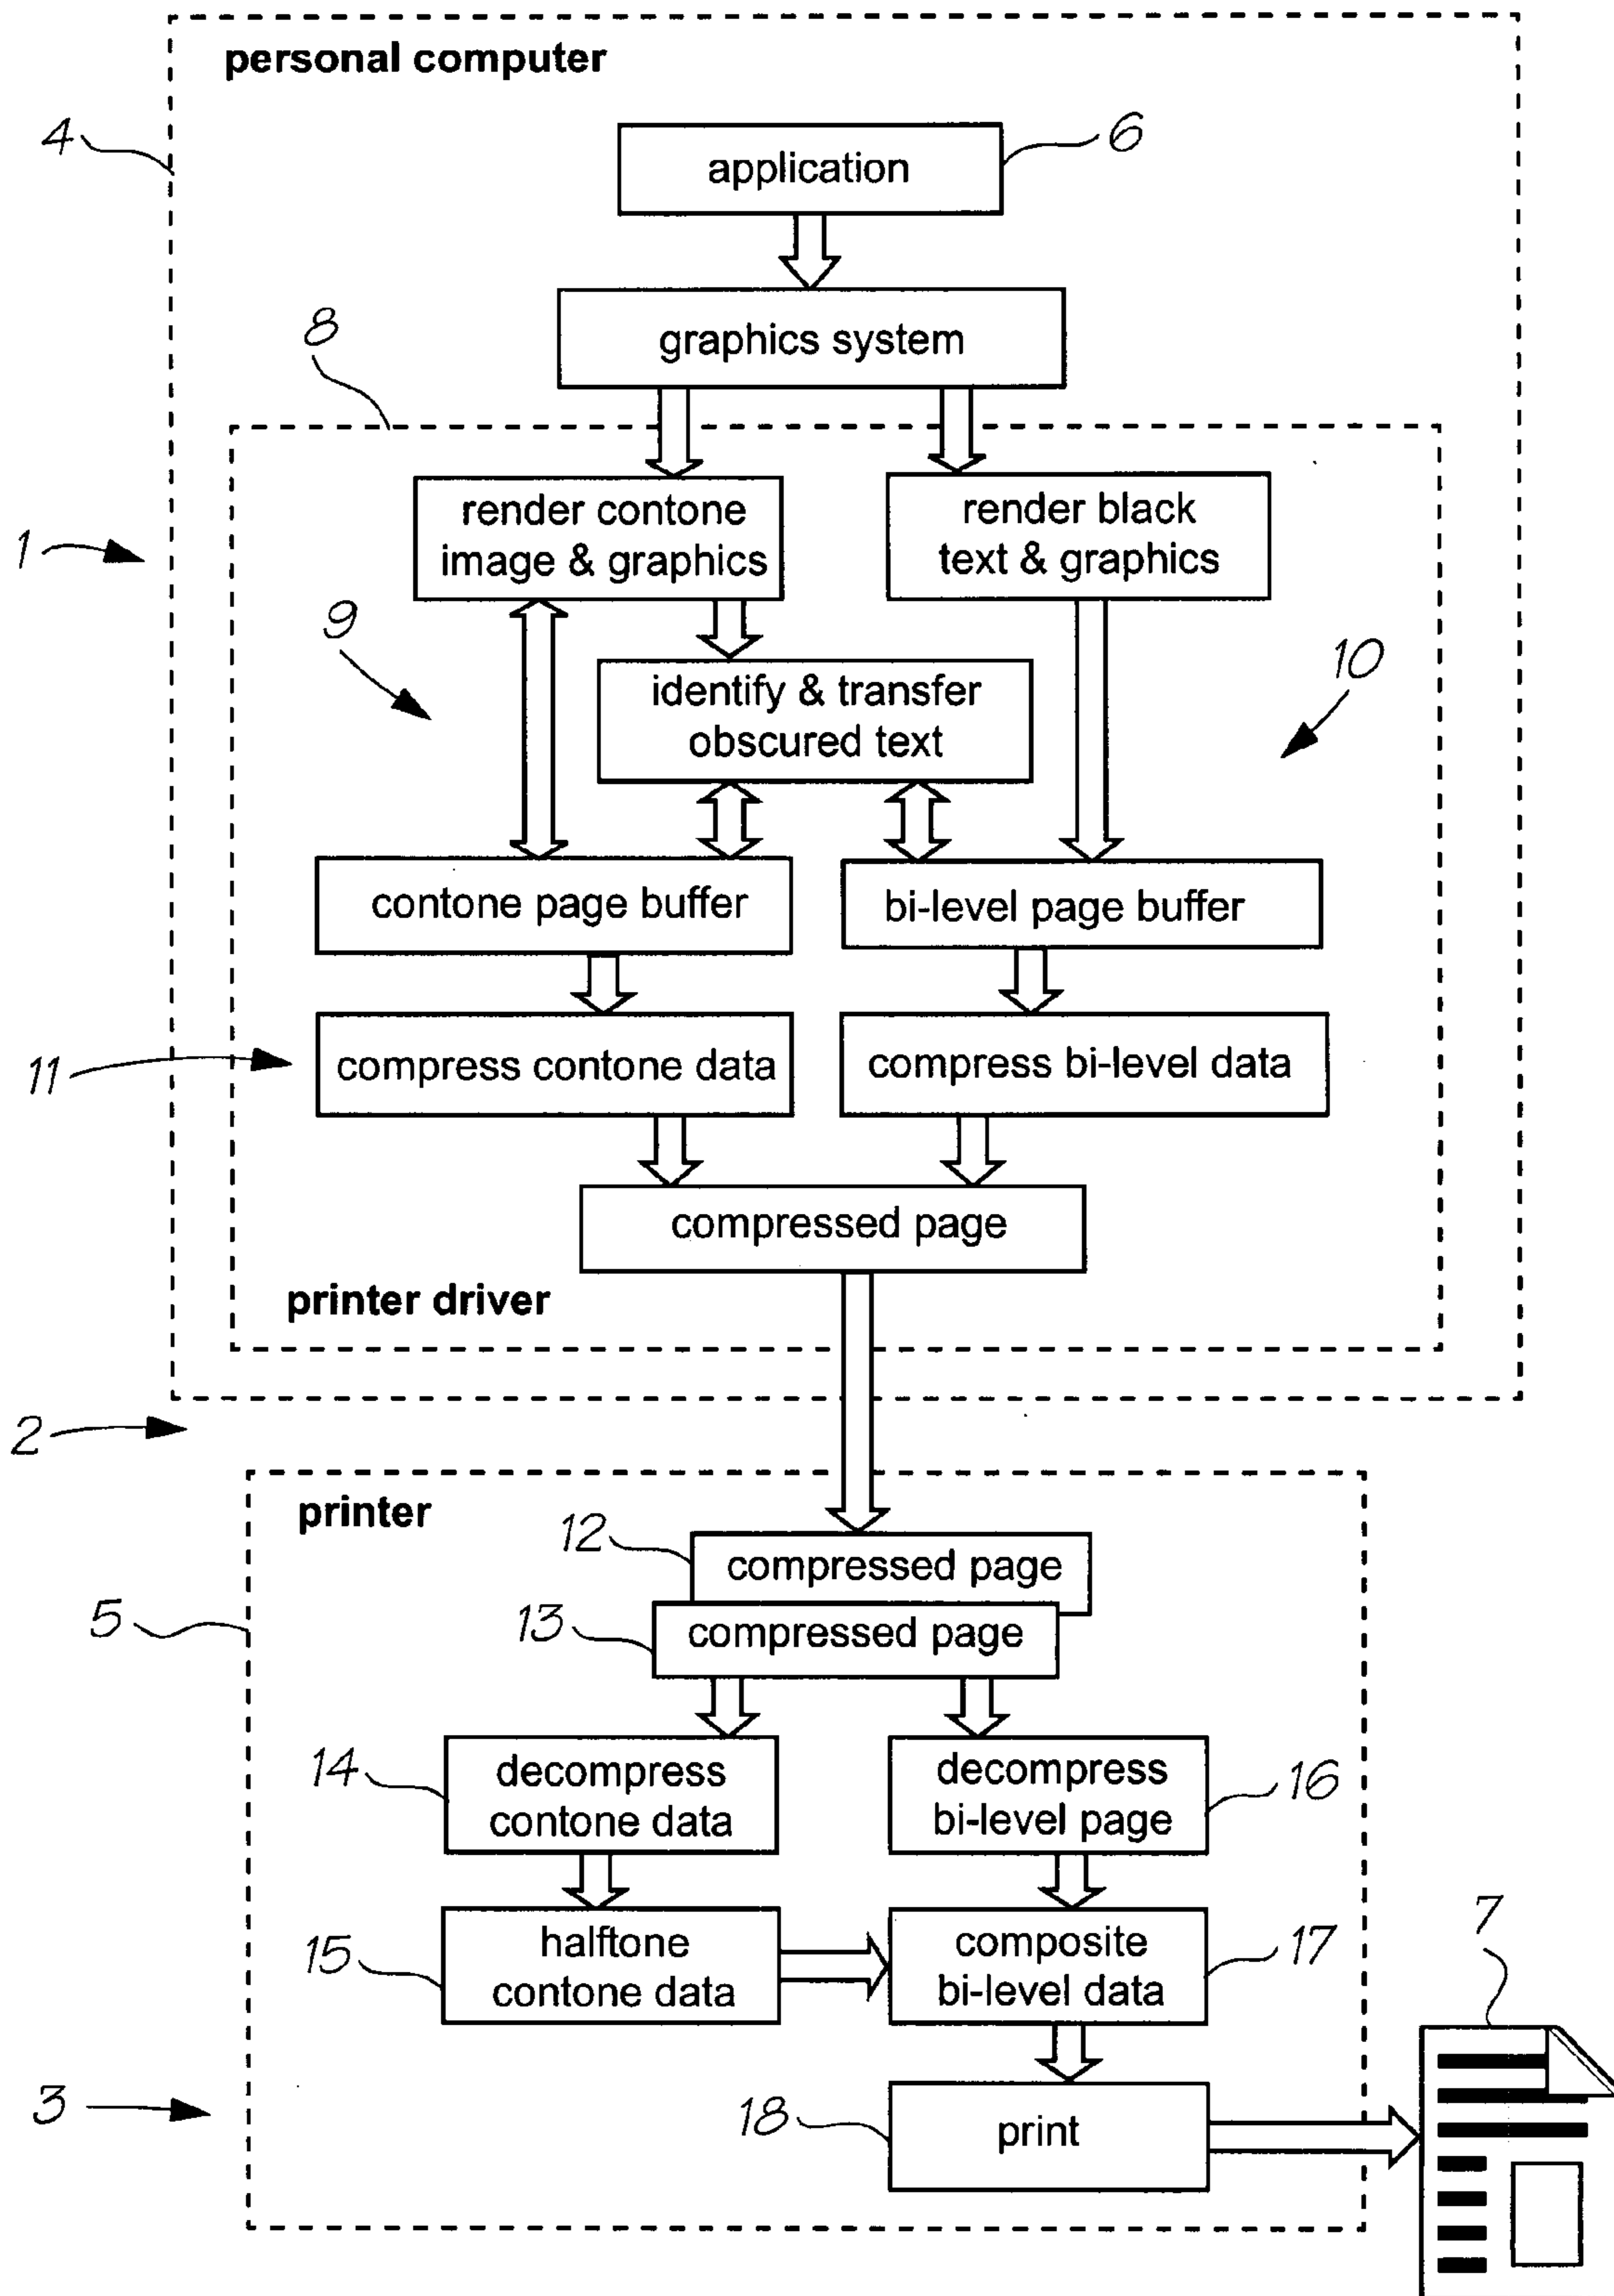 personal computer
4
6
application
graphics system
8
render contone
image & graphics
render black
text & graphics
1
9
identify & transfer
obscured text
10
contone page buffer
bi-level page buffer
11
compress contone data
compress bi-level data
compressed page
printer driver
2
printer
12
compressed page
13
compressed page
5
14
decompress
contone data
decompress
bi-level page
16
15
halftone
contone data
composite
bi-level data
17
7
3
18
print